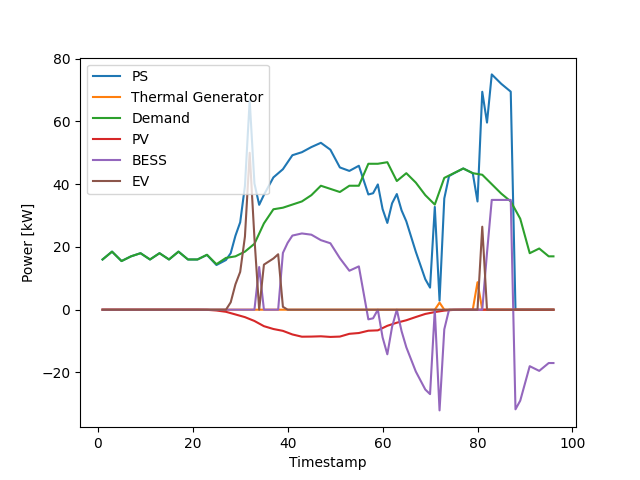 80
60
40
20
0
−20
Power [kW]
PS
Thermal Generator
Demand
PV
BESS
EV
0 20 40 60 80 100
Timestamp